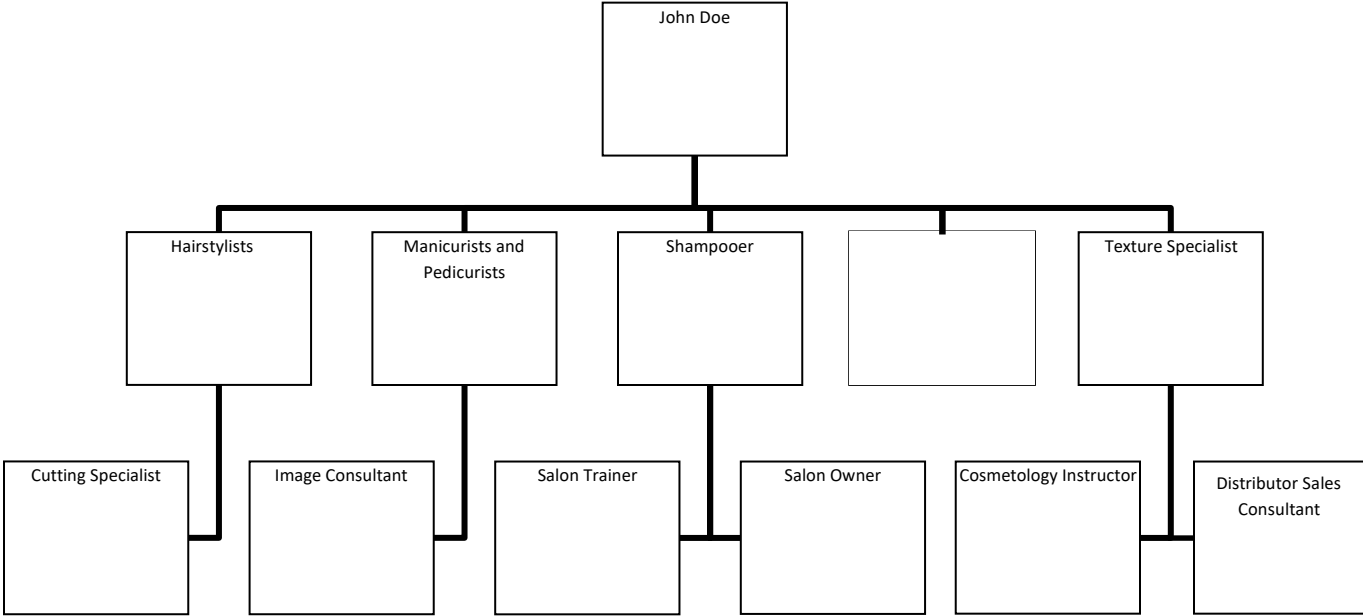 John Doe
Hairstylists
Manicurists and
Pedicurists
Shampooer
Texture Specialist
Cutting Specialist
Image Consultant
Salon Trainer
Salon Owner
Cosmetology Instructor
Distributor Sales
Consultant